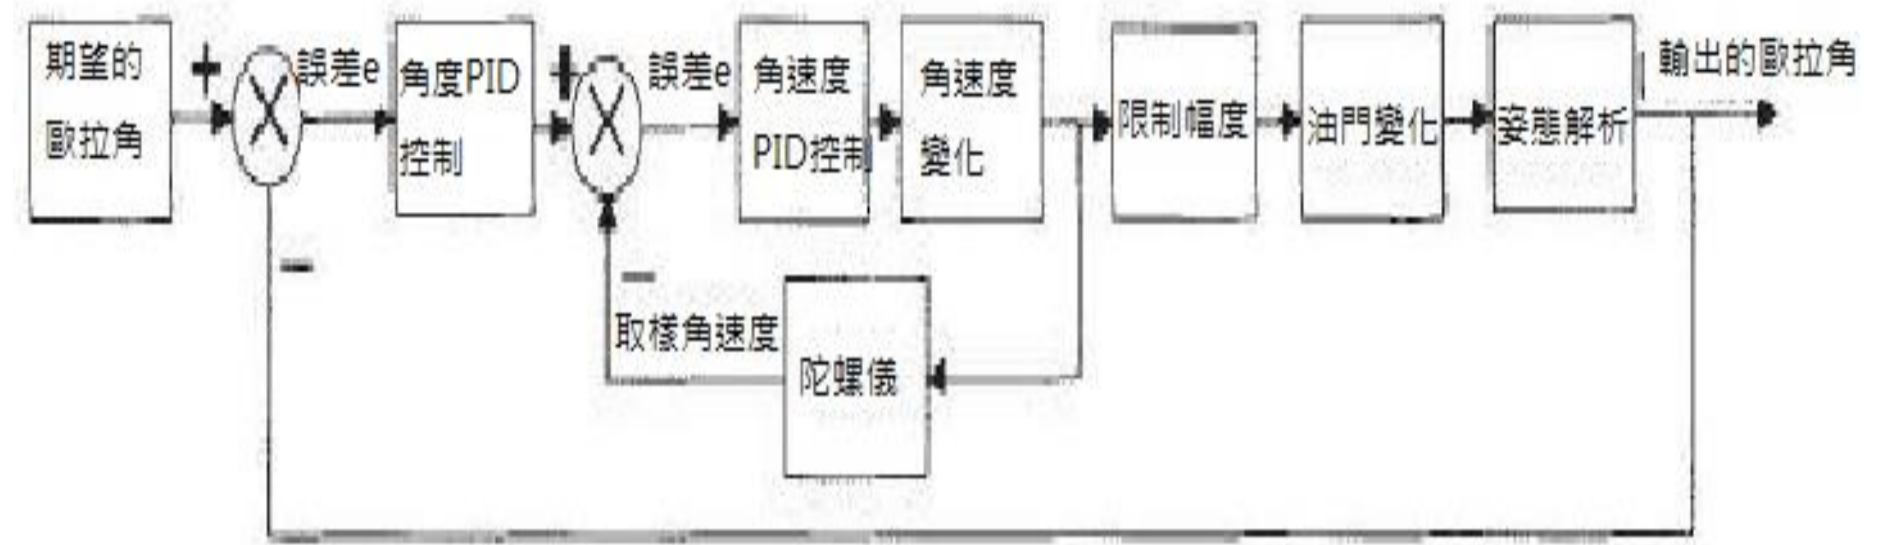 期望的
歐拉角
+
誤差e
角度PID
控制
+
誤差e
角速度
PID控制
角速度
變化
限制幅度
油門變化
姿態解析
輸出的歐拉角
−
−
取樣角速度
陀螺儀